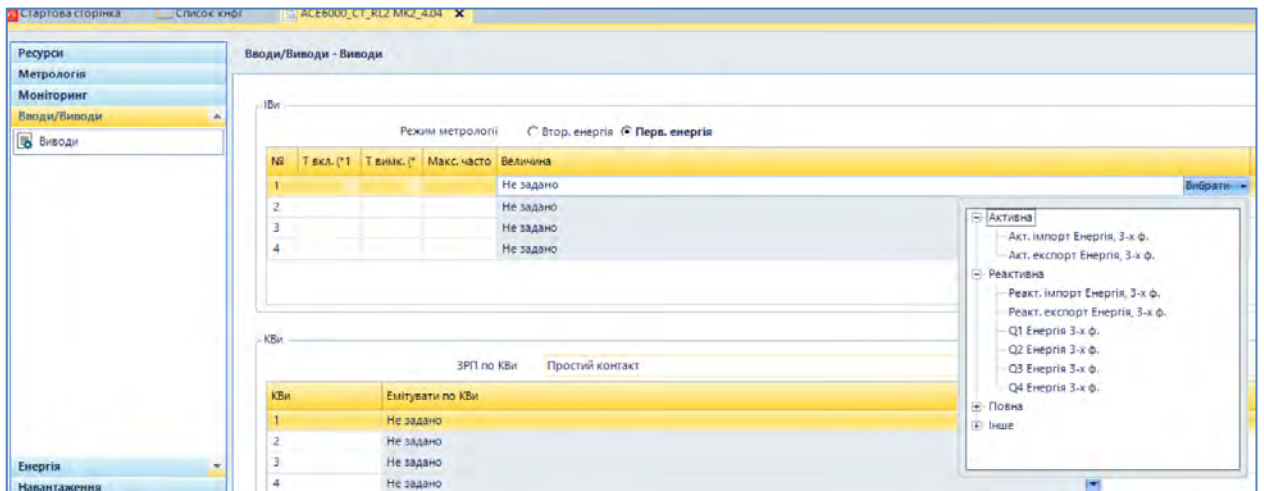 Стартова сторінка Список кнфг ACE6000_CT_RL2 MK2_4.04 X
Ресурси
Метрологія
Моніторинг
Вводи/Виводи
Виводи
Енергія
Навантаження
Вводи/Виводи - Виводи
ІВи
Режим метрології Втор. енергія Перв. енергія
№ Т вкл. (*1 Т вимк. (* Макс. часто Величина
1 Не задано Вибрати
2 Не задано
3 Не задано
4 Не задано
Активна
Акт. імпорт Енергія, 3-х ф.
Акт. експорт Енергія, 3-х ф.
Реактивна
Реакт. імпорт Енергія, 3-х ф.
Реакт. експорт Енергія, 3-х ф.
Q1 Енергія 3-х ф.
Q2 Енергія 3-х ф.
Q3 Енергія 3-х ф.
Q4 Енергія 3-х ф.
Повна
Інше
КВи
ЗРП по КВи Простий контакт
КВи Емітувати по КВи
1 Не задано
2 Не задано
3 Не задано
4 Не задано